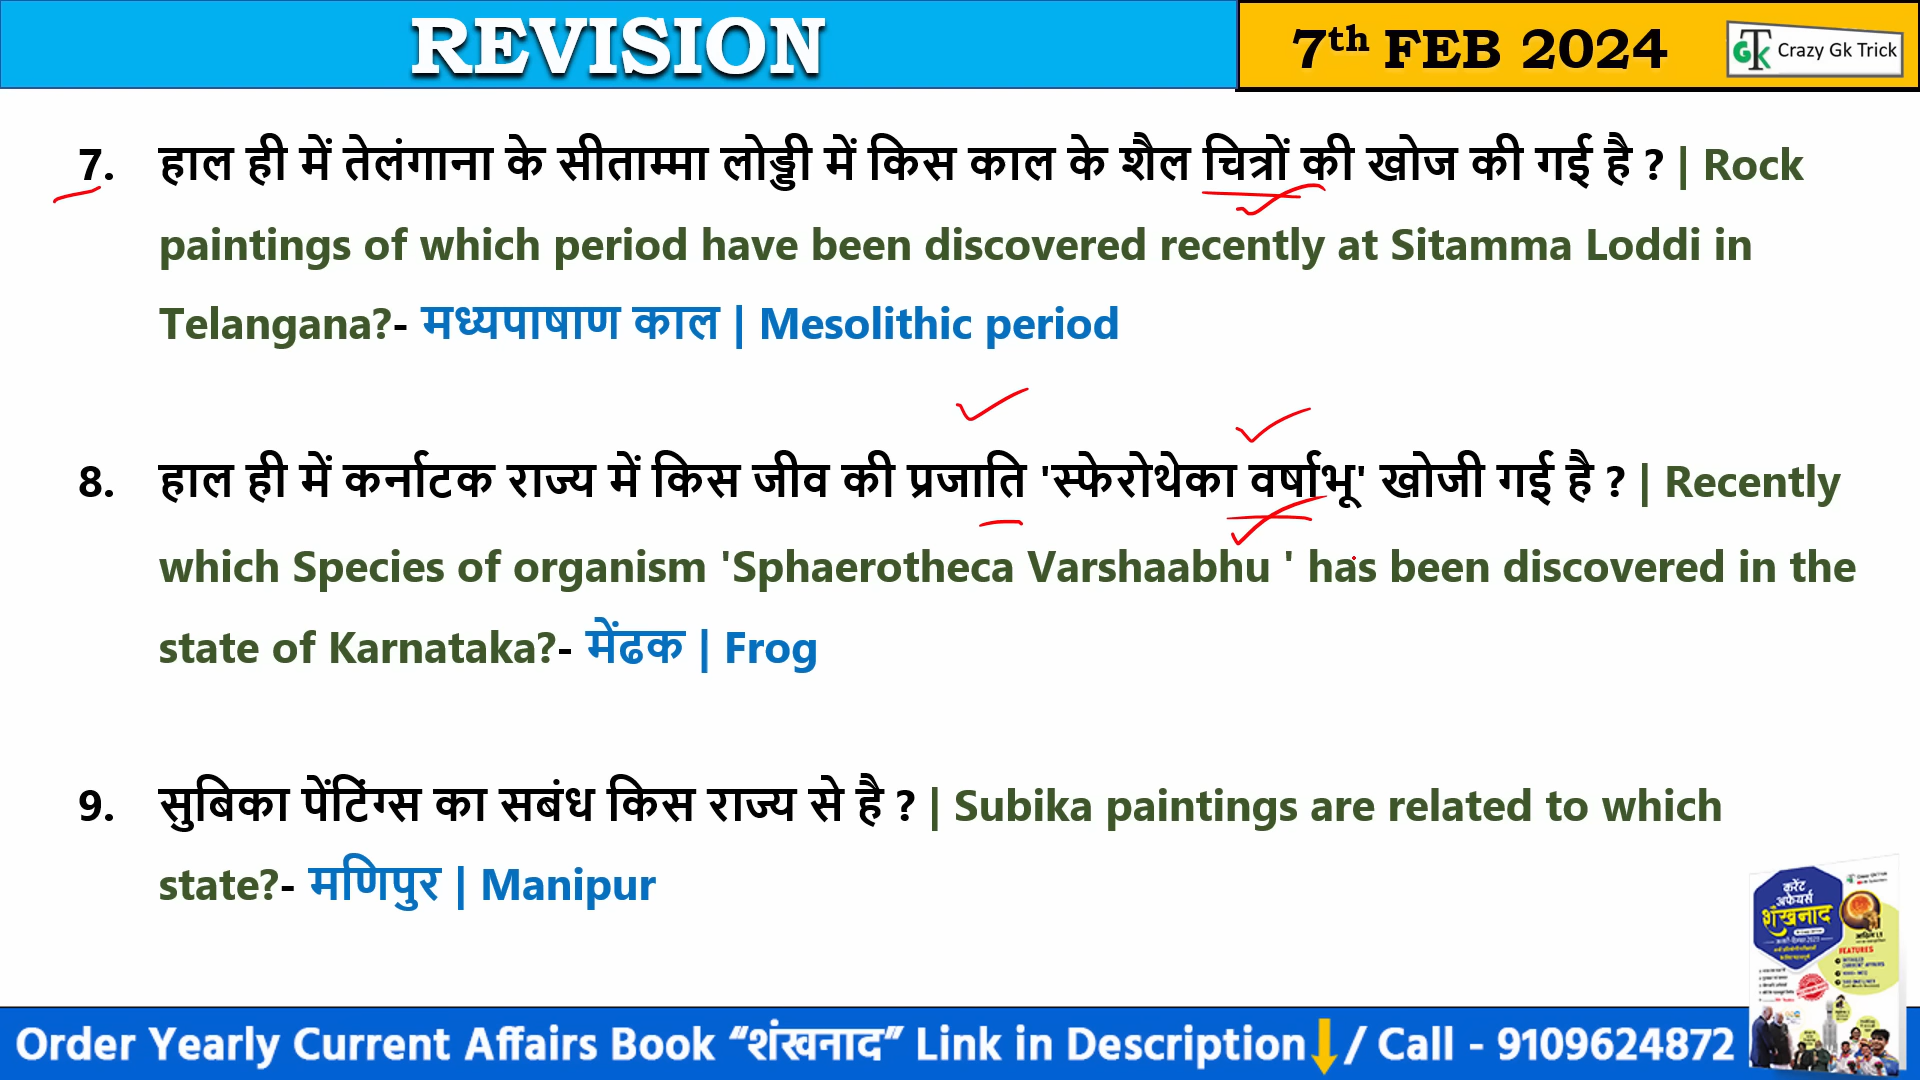 REVISION
7th FEB 2024
GTK Crazy Gk Trick
7. हाल ही में तेलंगाना के सीताम्मा लोड्डी में किस काल के शैल चित्रों की खोज की गई है ? | Rock
paintings of which period have been discovered recently at Sitamma Loddi in
Telangana?- मध्यपाषाण काल | Mesolithic period
8. हाल ही में कर्नाटक राज्य में किस जीव की प्रजाति 'स्फेरोथेका वर्षाभू' खोजी गई है ? | Recently
which Species of organism 'Sphaerotheca Varshaabhu ' has been discovered in the
state of Karnataka?- मेंढक | Frog
9. सुबिका पेंटिंग्स का सबंध किस राज्य से है ? | Subika paintings are related to which
state?- मणिपुर | Manipur
करेंट
अफेयर्स
शंखनाद
FEATURES
Order Yearly Current Affairs Book “शंखनाद” Link in Description / Call - 9109624872